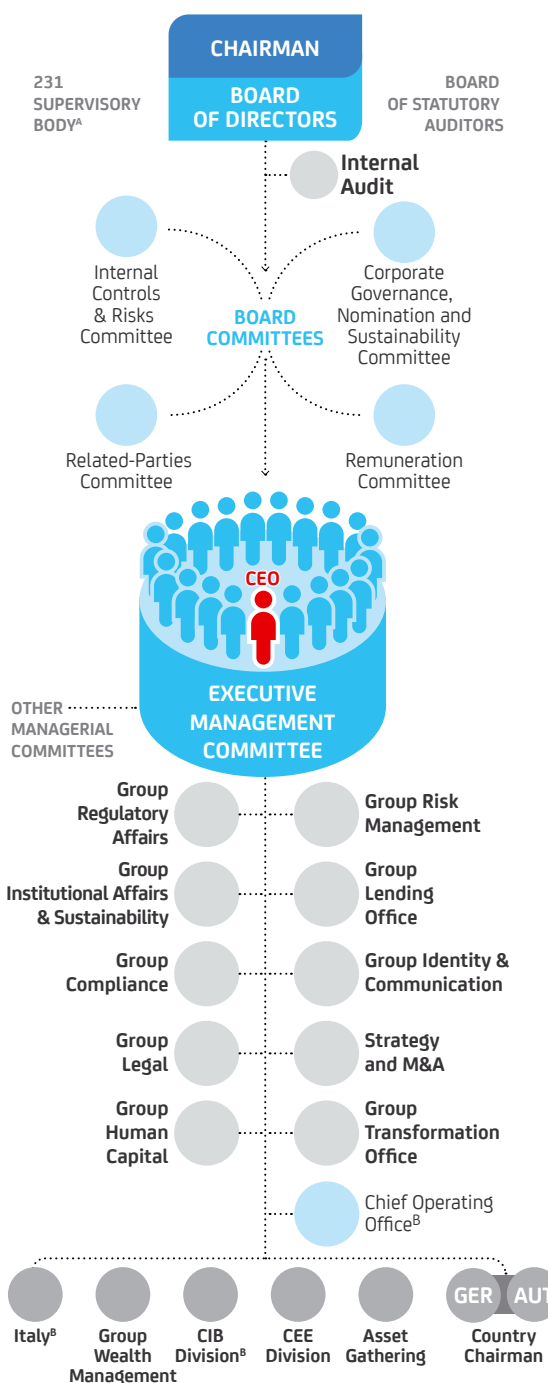 CHAIRMAN
BOARD
OF DIRECTORS
231
SUPERVISORY
BODYᴬ
BOARD
OF STATUTORY
AUDITORS
Internal
Audit
Internal
Controls
& Risks
Committee
Corporate
Governance,
Nomination and
Sustainability
Committee
BOARD
COMMITTEES
Related-Parties
Committee
Remuneration
Committee
CEO
EXECUTIVE
MANAGEMENT
COMMITTEE
OTHER
MANAGERIAL
COMMITTEES
Group
Regulatory
Affairs
Group Risk
Management
Group
Institutional Affairs
& Sustainability
Group
Lending
Office
Group
Compliance
Group Identity &
Communication
Group
Legal
Strategy
and M&A
Group
Human
Capital
Group
Transformation
Office
Chief Operating
Officeᴮ
GER
AUT
Italyᴮ
Group
Wealth
Management
CIB
Divisionᴮ
CEE
Division
Asset
Gathering
Country
Chairman